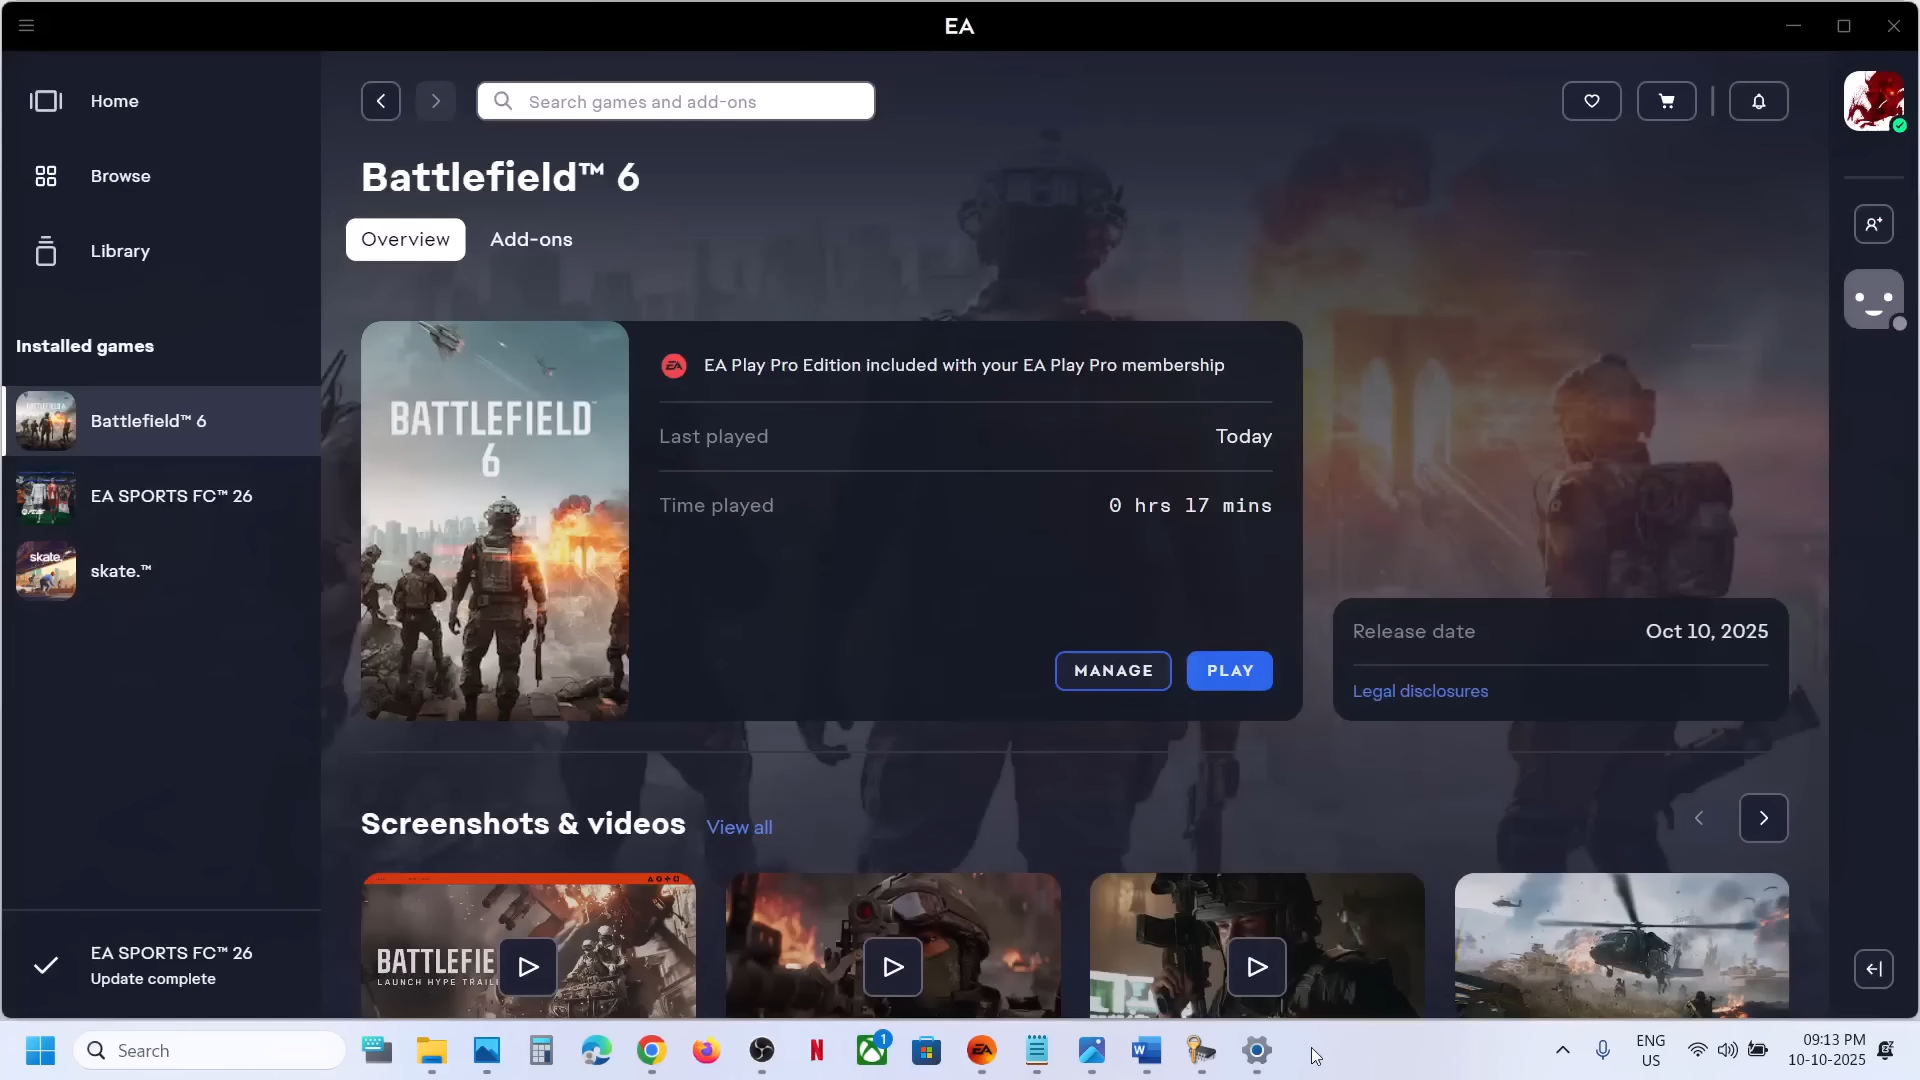 EA
Home
Browse
Library
Installed games
Battlefield™ 6
EA SPORTS FC™ 26
skate.
skate.™
EA SPORTS FC™ 26
Update complete
Search games and add-ons
Battlefield™ 6
Overview
Add-ons
BATTLEFIELD
6
EA Play Pro Edition included with your EA Play Pro membership
Last played
Today
Time played
0 hrs 17 mins
MANAGE
PLAY
Release date
Oct 10, 2025
Legal disclosures
Screenshots & videos
View all
BATTLEFIE
LAUNCH HYPE TRAIL
Search
1
ENG
US
09:13 PM
10-10-2025